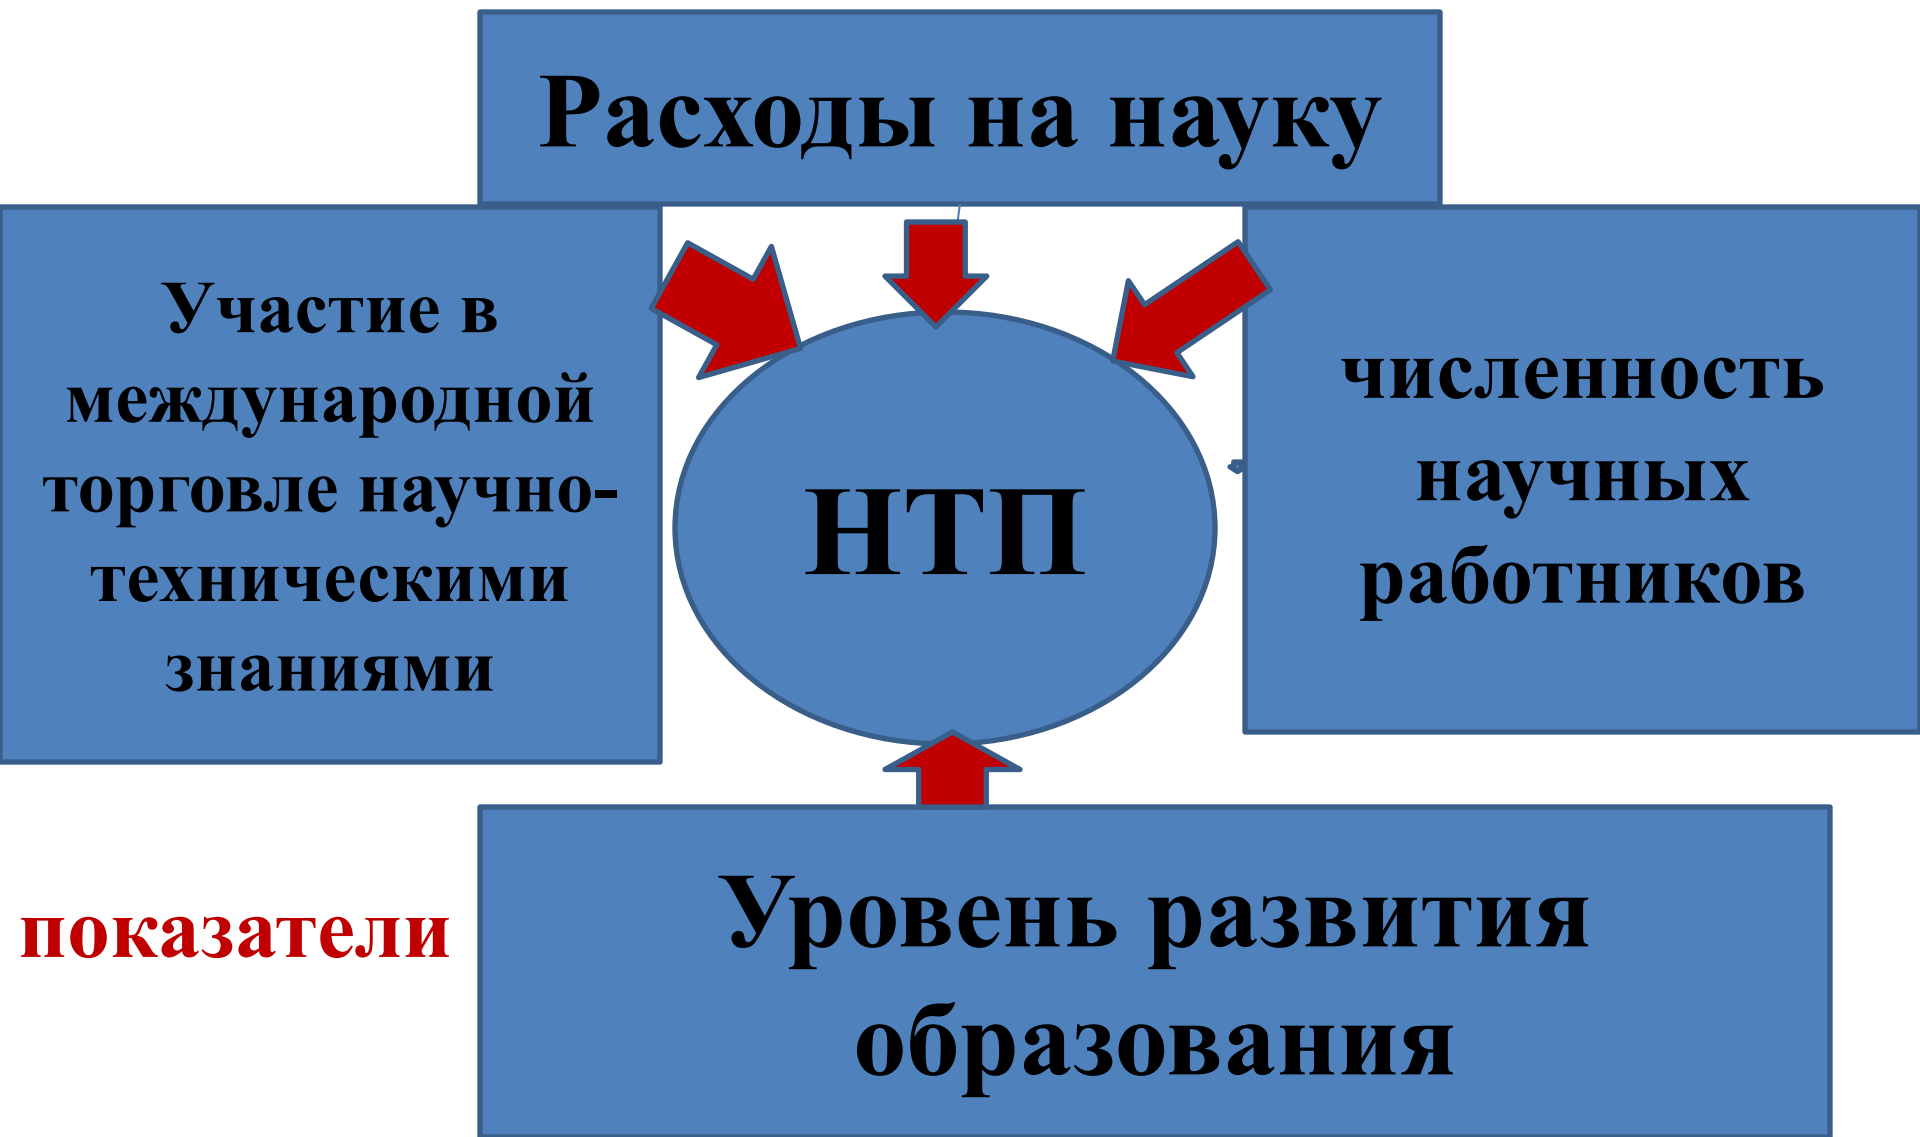 Расходы на науку
Участие в
международной
торговле научно-
техническими
знаниями
НТП
численность
научных
работников
показатели
Уровень развития
образования